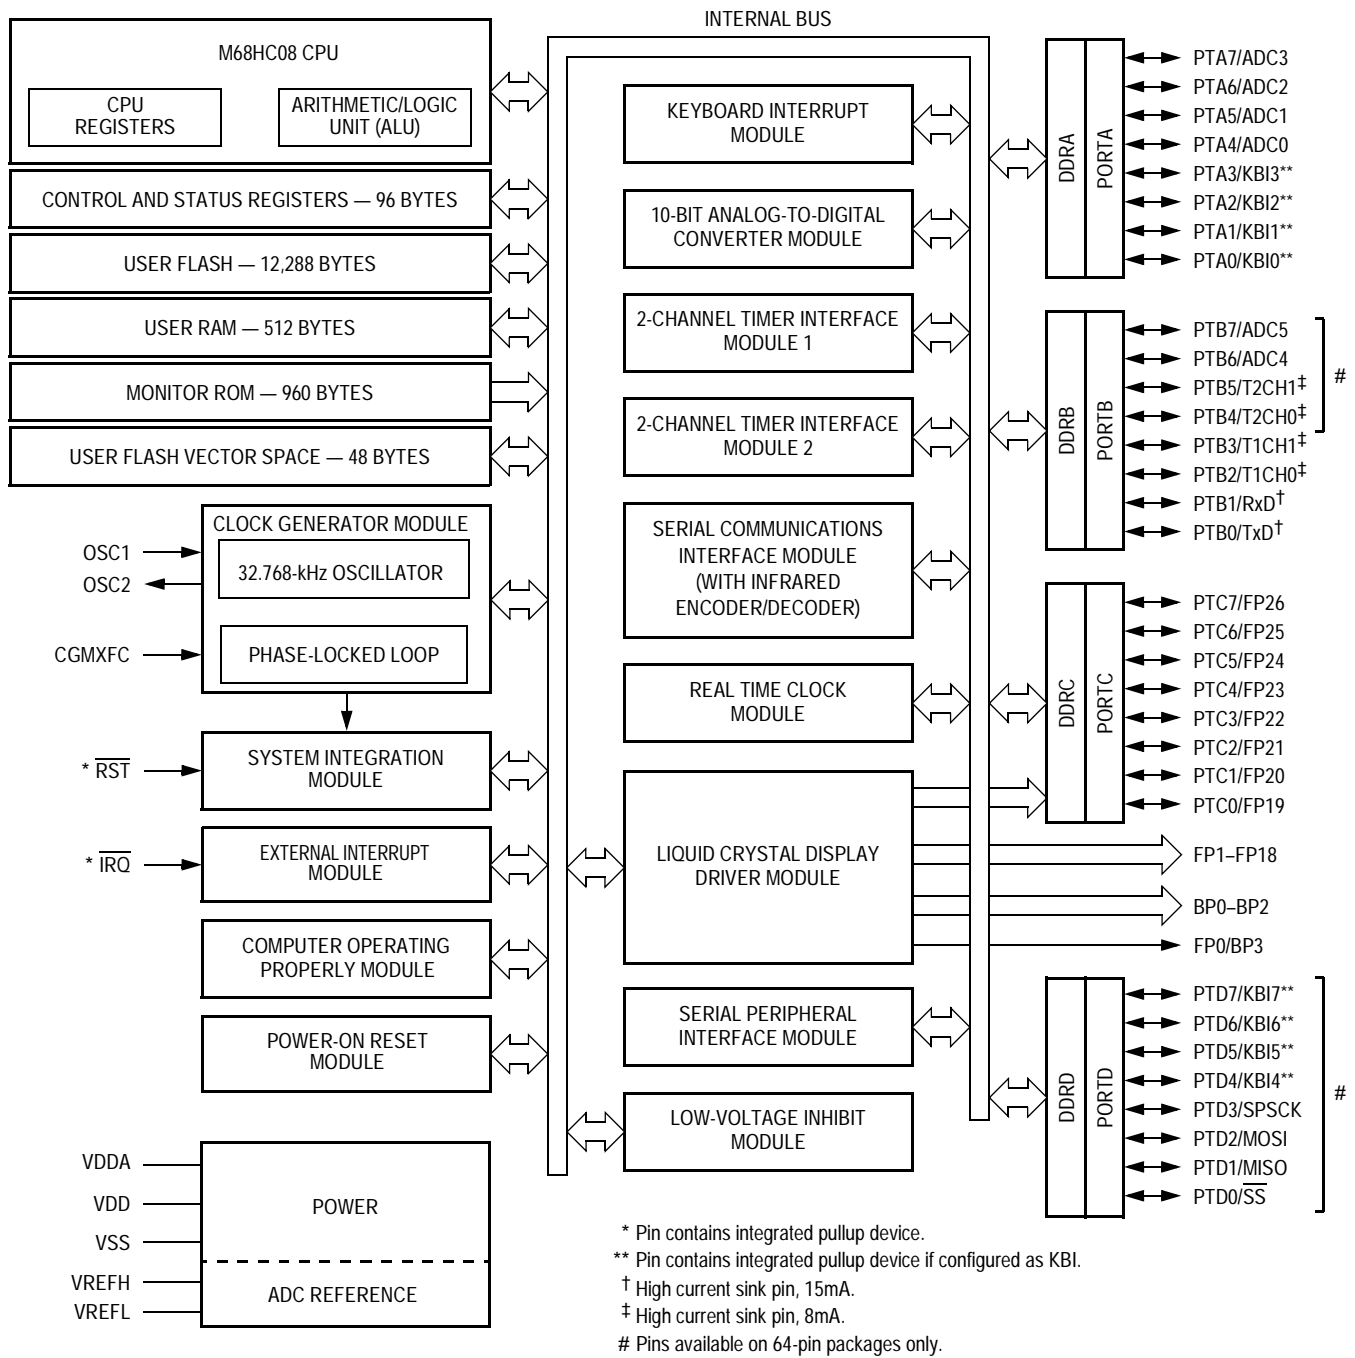 INTERNAL BUS
M68HC08 CPU
CPU
REGISTERS
ARITHMETIC/LOGIC
UNIT (ALU)
CONTROL AND STATUS REGISTERS — 96 BYTES
USER FLASH — 12,288 BYTES
USER RAM — 512 BYTES
MONITOR ROM — 960 BYTES
USER FLASH VECTOR SPACE — 48 BYTES
CLOCK GENERATOR MODULE
32.768-kHz OSCILLATOR
PHASE-LOCKED LOOP
OSC1
OSC2
CGMXFC
SYSTEM INTEGRATION
MODULE
* R̅S̅T̅
EXTERNAL INTERRUPT
MODULE
* I̅R̅Q̅
COMPUTER OPERATING
PROPERLY MODULE
POWER-ON RESET
MODULE
VDDA
VDD
VSS
VREFH
VREFL
POWER
ADC REFERENCE
KEYBOARD INTERRUPT
MODULE
10-BIT ANALOG-TO-DIGITAL
CONVERTER MODULE
2-CHANNEL TIMER INTERFACE
MODULE 1
2-CHANNEL TIMER INTERFACE
MODULE 2
SERIAL COMMUNICATIONS
INTERFACE MODULE
(WITH INFRARED
ENCODER/DECODER)
REAL TIME CLOCK
MODULE
LIQUID CRYSTAL DISPLAY
DRIVER MODULE
SERIAL PERIPHERAL
INTERFACE MODULE
LOW-VOLTAGE INHIBIT
MODULE
DDRA
PORTA
PTA7/ADC3
PTA6/ADC2
PTA5/ADC1
PTA4/ADC0
PTA3/KBI3**
PTA2/KBI2**
PTA1/KBI1**
PTA0/KBI0**
DDRB
PORTB
PTB7/ADC5
PTB6/ADC4
PTB5/T2CH1‡
PTB4/T2CH0‡
PTB3/T1CH1‡
PTB2/T1CH0‡
PTB1/RxD†
PTB0/TxD†
#
DDRC
PORTC
PTC7/FP26
PTC6/FP25
PTC5/FP24
PTC4/FP23
PTC3/FP22
PTC2/FP21
PTC1/FP20
PTC0/FP19
FP1–FP18
BP0–BP2
FP0/BP3
DDRD
PORTD
PTD7/KBI7**
PTD6/KBI6**
PTD5/KBI5**
PTD4/KBI4**
PTD3/SPSCK
PTD2/MOSI
PTD1/MISO
PTD0/S̅S̅
#
* Pin contains integrated pullup device.
** Pin contains integrated pullup device if configured as KBI.
† High current sink pin, 15mA.
‡ High current sink pin, 8mA.
# Pins available on 64-pin packages only.